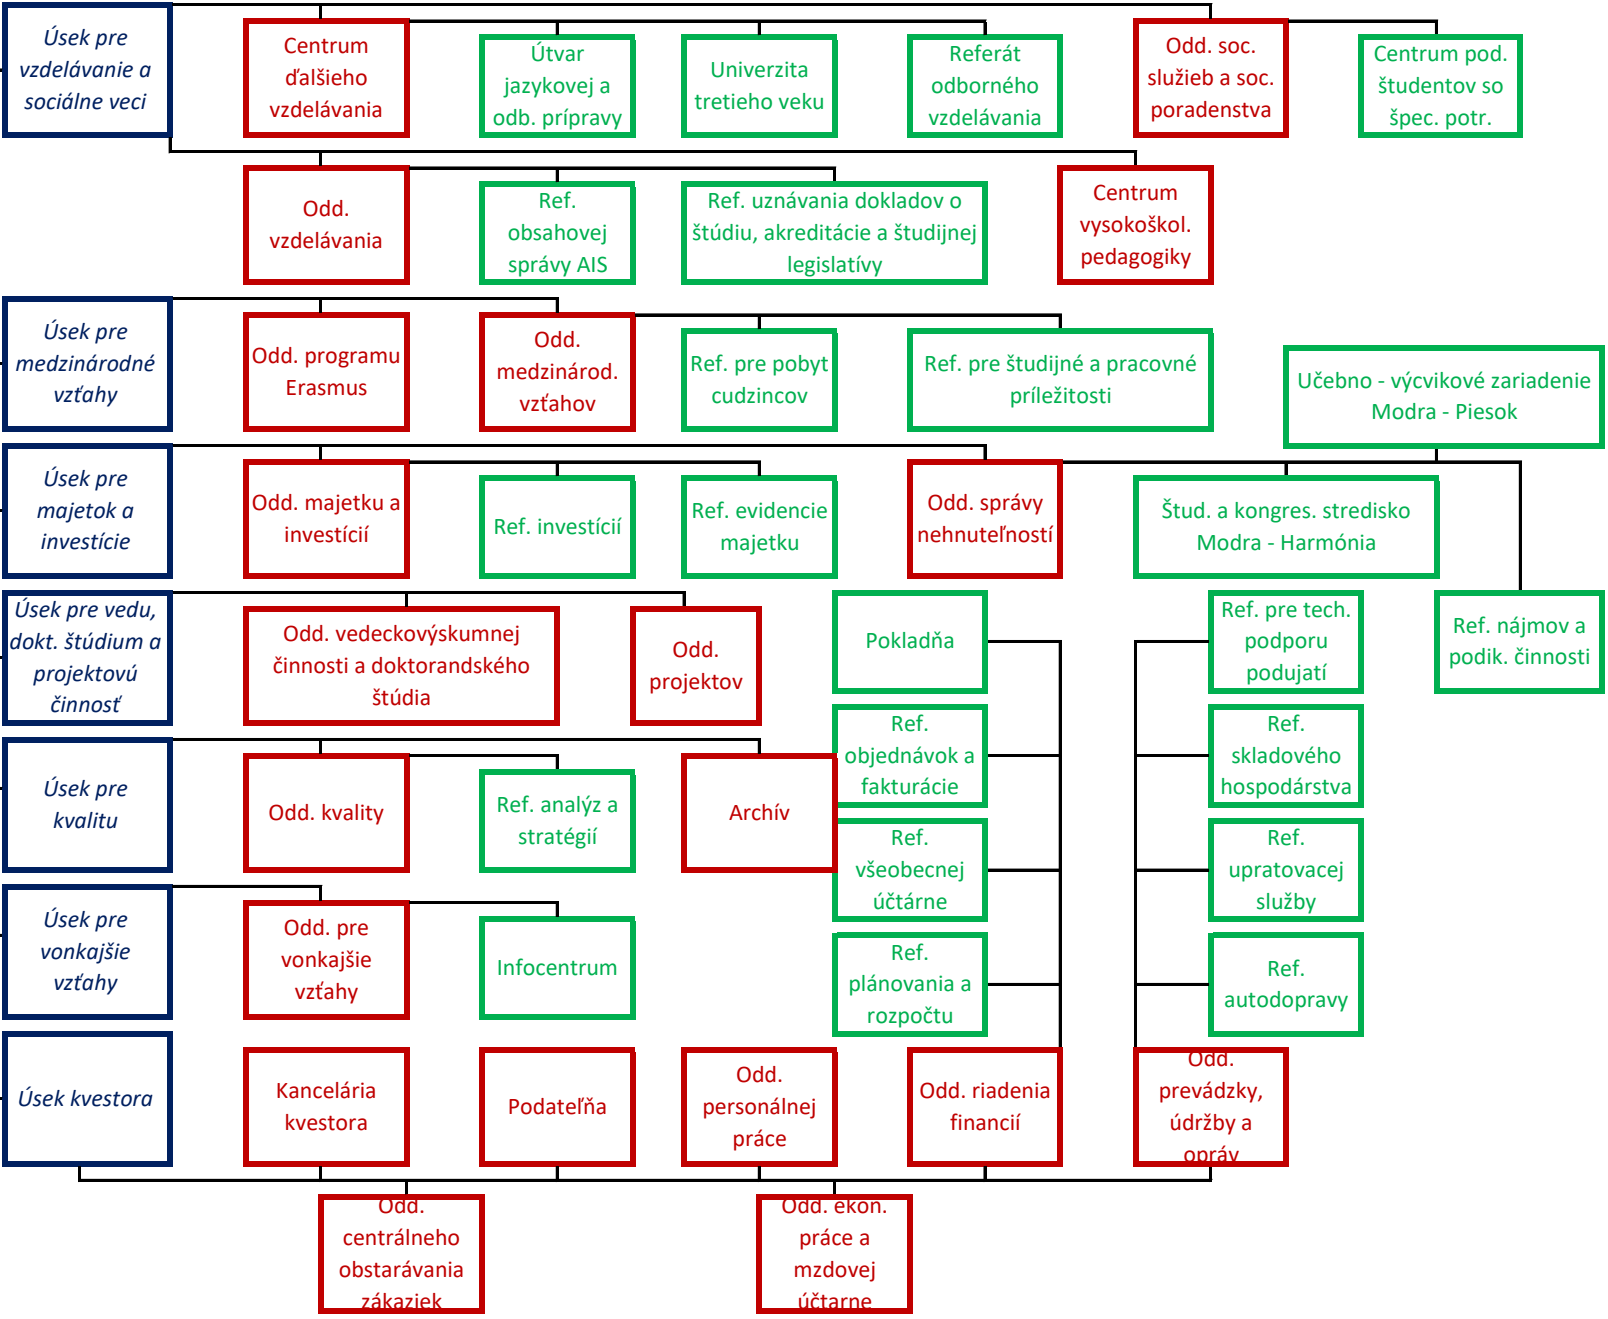 Úsek pre
vzdelávanie a
sociálne veci
Centrum
ďalšieho
vzdelávania
Útvar
jazykovej a
odb. prípravy
Univerzita
tretieho veku
Referát
odborného
vzdelávania
Odd. soc.
služieb a soc.
poradenstva
Centrum pod.
študentov so
špec. potr.
Odd.
vzdelávania
Ref.
obsahovej
správy AIS
Ref. uznávania dokladov o
štúdiu, akreditácie a študijnej
legislatívy
Centrum
vysokoškol.
pedagogiky
Úsek pre
medzinárodné
vzťahy
Odd. programu
Erasmus
Odd.
medzinárod.
vzťahov
Ref. pre pobyt
cudzincov
Ref. pre študijné a pracovné
príležitosti
Učebno - výcvikové zariadenie
Modra - Piesok
Úsek pre
majetok a
investície
Odd. majetku a
investícií
Ref. investícií
Ref. evidencie
majetku
Odd. správy
nehnuteľností
Štud. a kongres. stredisko
Modra - Harmónia
Úsek pre vedu,
dokt. štúdium a
projektovú
činnosť
Odd. vedeckovýskumnej
činnosti a doktorandského
štúdia
Odd.
projektov
Pokladňa
Ref. pre tech.
podporu
podujatí
Ref. nájmov a
podik. činnosti
Úsek pre
kvalitu
Odd. kvality
Ref. analýz a
stratégií
Archív
Ref.
objednávok a
fakturácie
Ref.
skladového
hospodárstva
Ref.
všeobecnej
účtárne
Ref.
upratovacej
služby
Úsek pre
vonkajšie
vzťahy
Odd. pre
vonkajšie
vzťahy
Infocentrum
Ref.
plánovania a
rozpočtu
Ref.
autodopravy
Úsek kvestora
Kancelária
kvestora
Podateľňa
Odd.
personálnej
práce
Odd. riadenia
financií
Odd.
prevádzky,
údržby a
opráv
Odd.
centrálneho
obstarávania
zákaziek
Odd. ekon.
práce a
mzdovej
účtarne